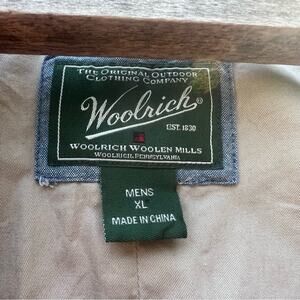 THE ORIGINAL OUTDOOR
CLOTHING COMPANY
Woolrich®
EST. 1830
WOOLRICH WOOLEN MILLS
WOOLRICH, PENNSYLVANIA
MENS
XL
MADE IN CHINA